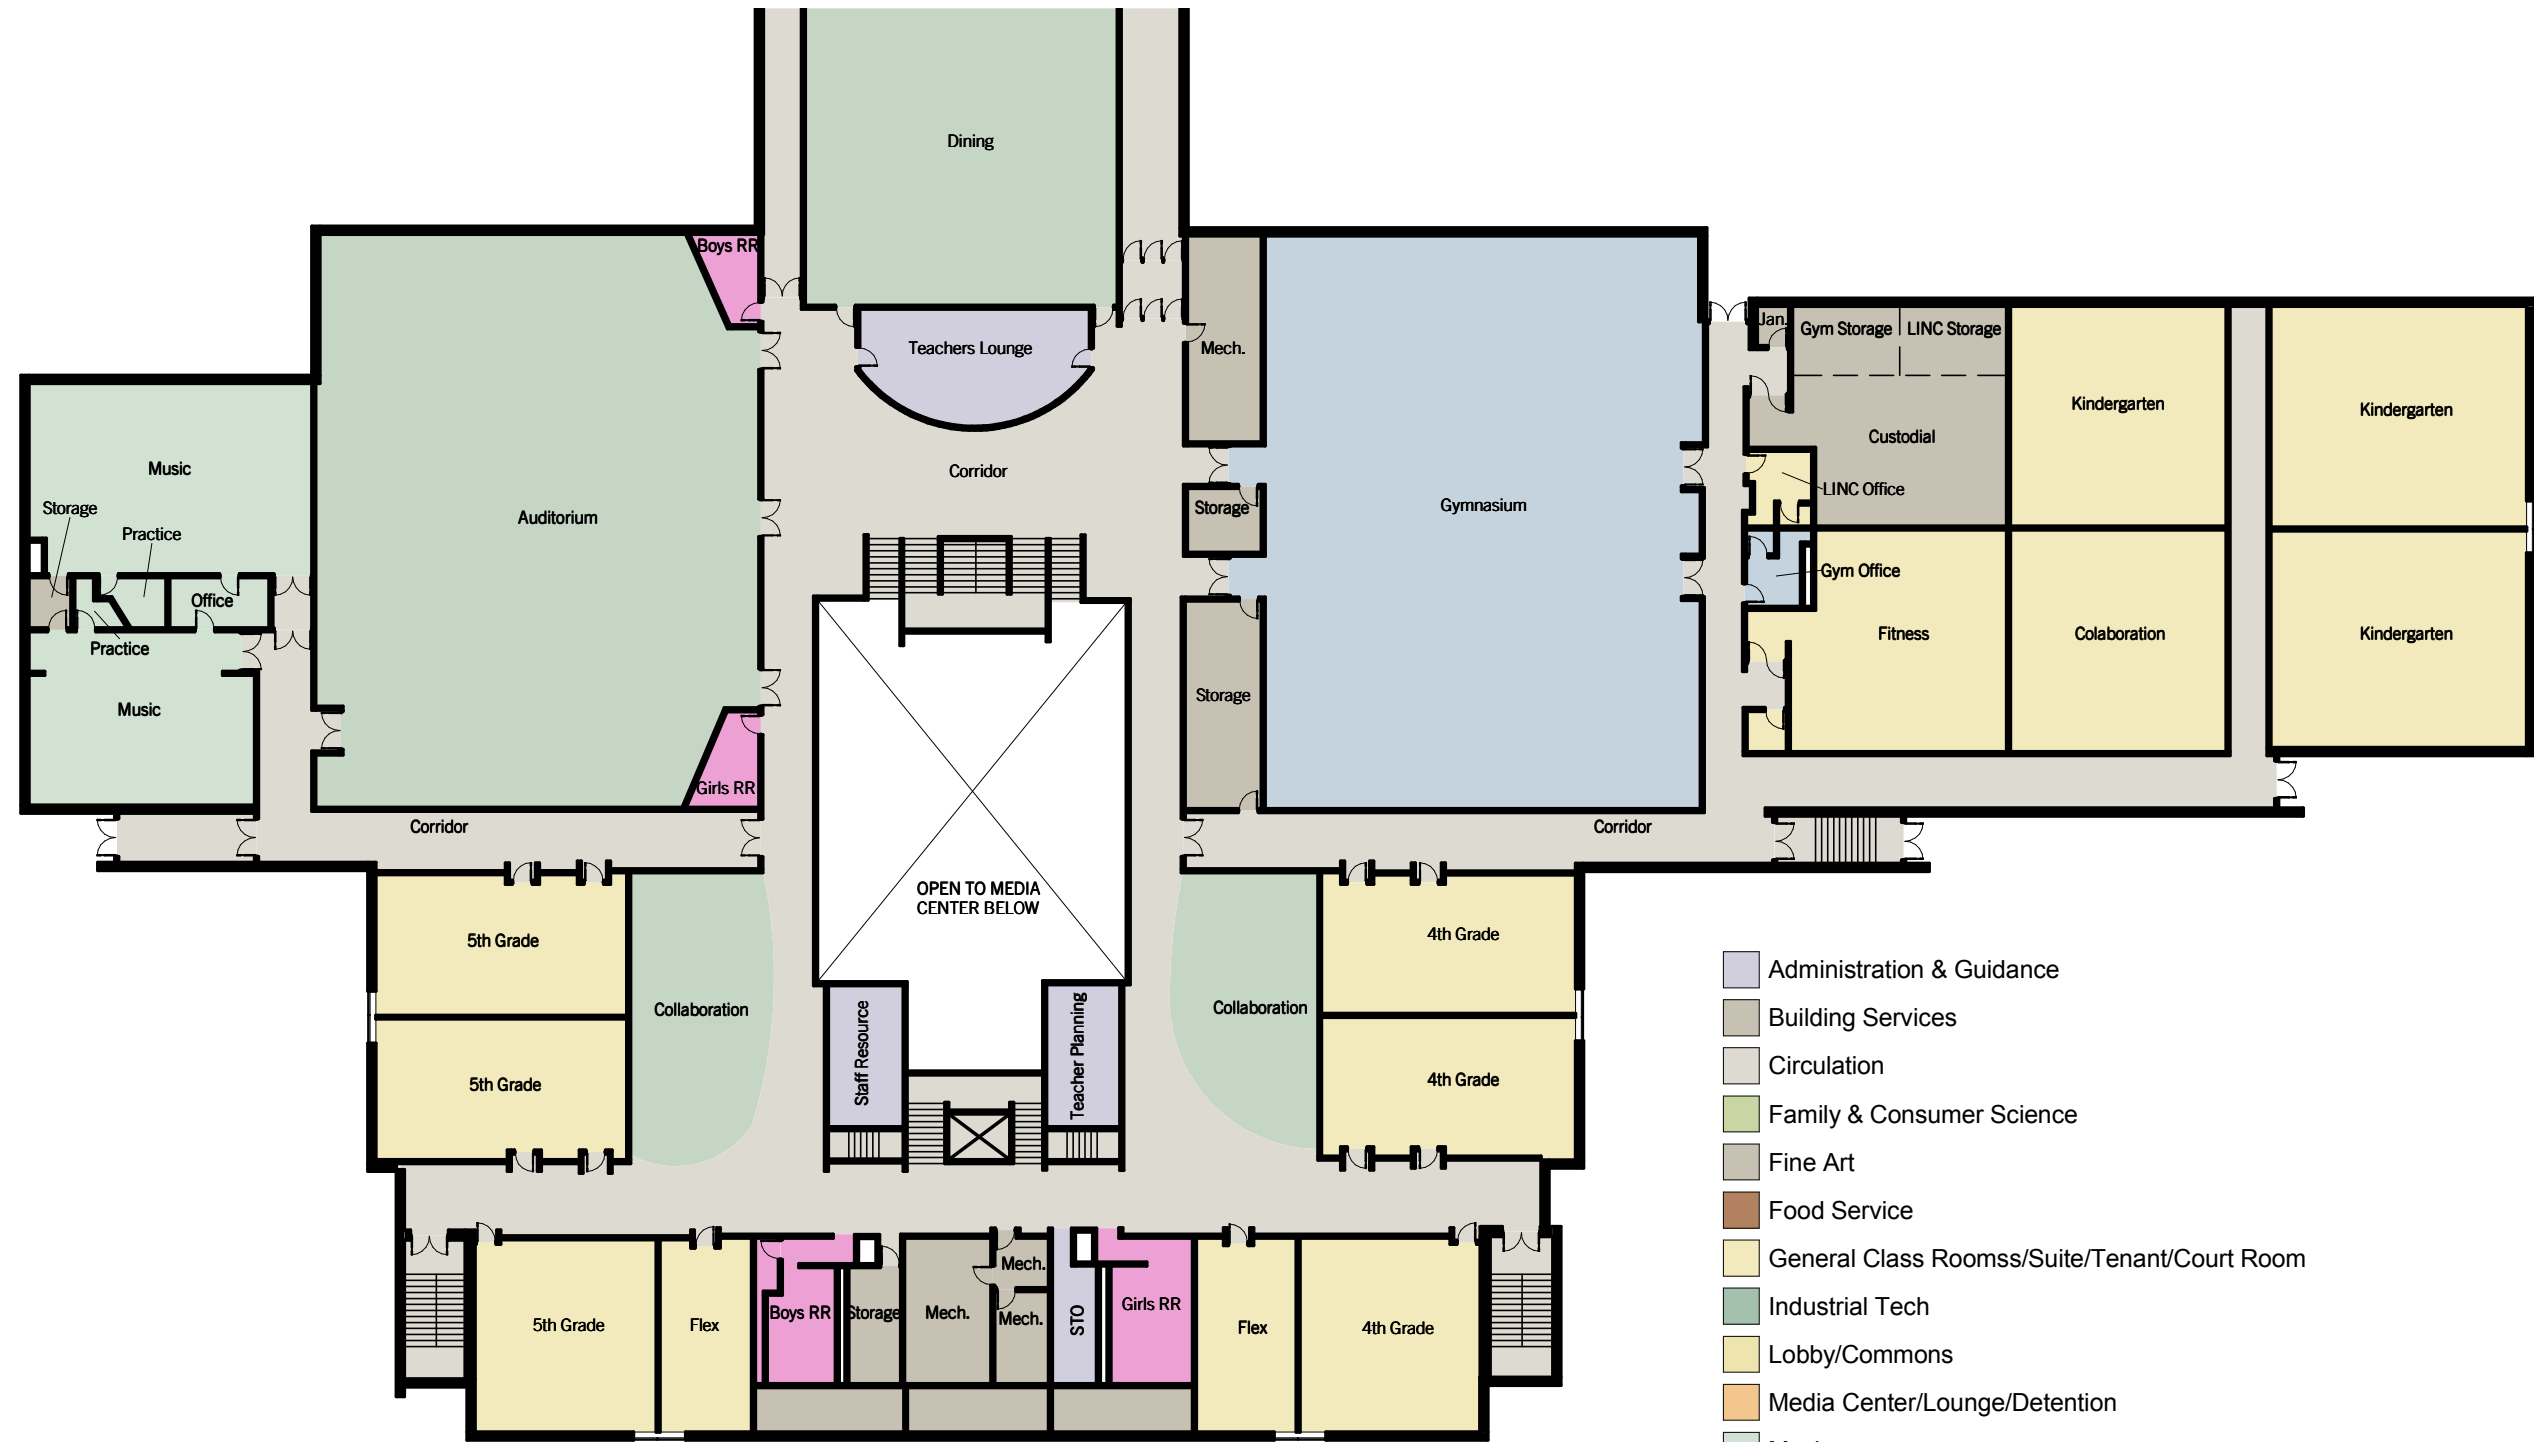 Dining
Boys RR
Teachers Lounge
Mech.
Jan.
Gym Storage
LINC Storage
Kindergarten
Kindergarten
Custodial
Music
Corridor
LINC Office
Storage
Storage
Gymnasium
Auditorium
Practice
Gym Office
Office
Practice
Fitness
Colaboration
Kindergarten
Storage
Music
Girls RR
Corridor
Corridor
OPEN TO MEDIA
CENTER BELOW
5th Grade
4th Grade
Collaboration
Collaboration
Staff Resource
Teacher Planning
5th Grade
4th Grade
Mech.
Boys RR
Storage
Mech.
Mech.
STO
Girls RR
5th Grade
Flex
Flex
4th Grade
Administration & Guidance
Building Services
Circulation
Family & Consumer Science
Fine Art
Food Service
General Class Roomss/Suite/Tenant/Court Room
Industrial Tech
Lobby/Commons
Media Center/Lounge/Detention